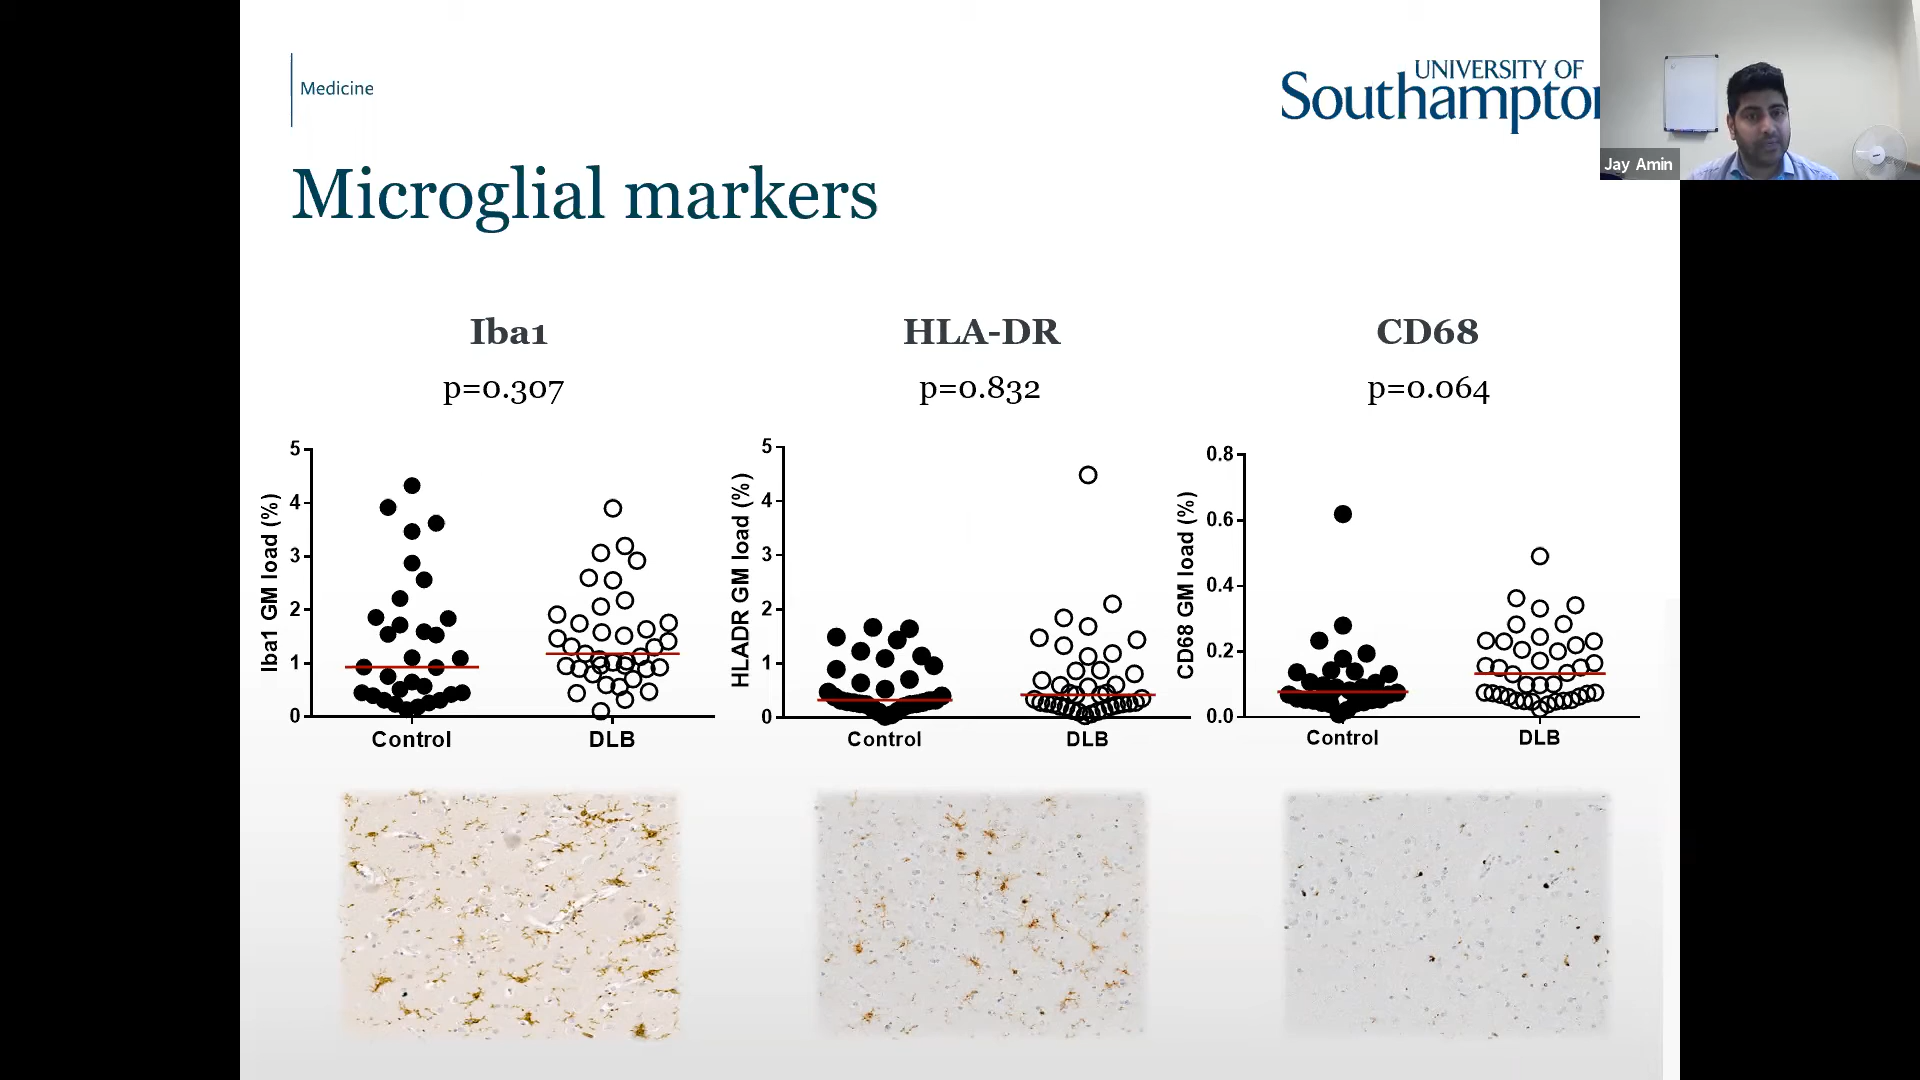 Medicine
UNIVERSITY OF
Southampton
Jay Amin
Microglial markers
Iba1
p=0.307
Iba1 GM load (%)
5
4
3
2
1
0
Control
DLB
HLA-DR
p=0.832
HLADR GM load (%)
5
4
3
2
1
0
Control
DLB
CD68
p=0.064
CD68 GM load (%)
0.8
0.6
0.4
0.2
0.0
Control
DLB